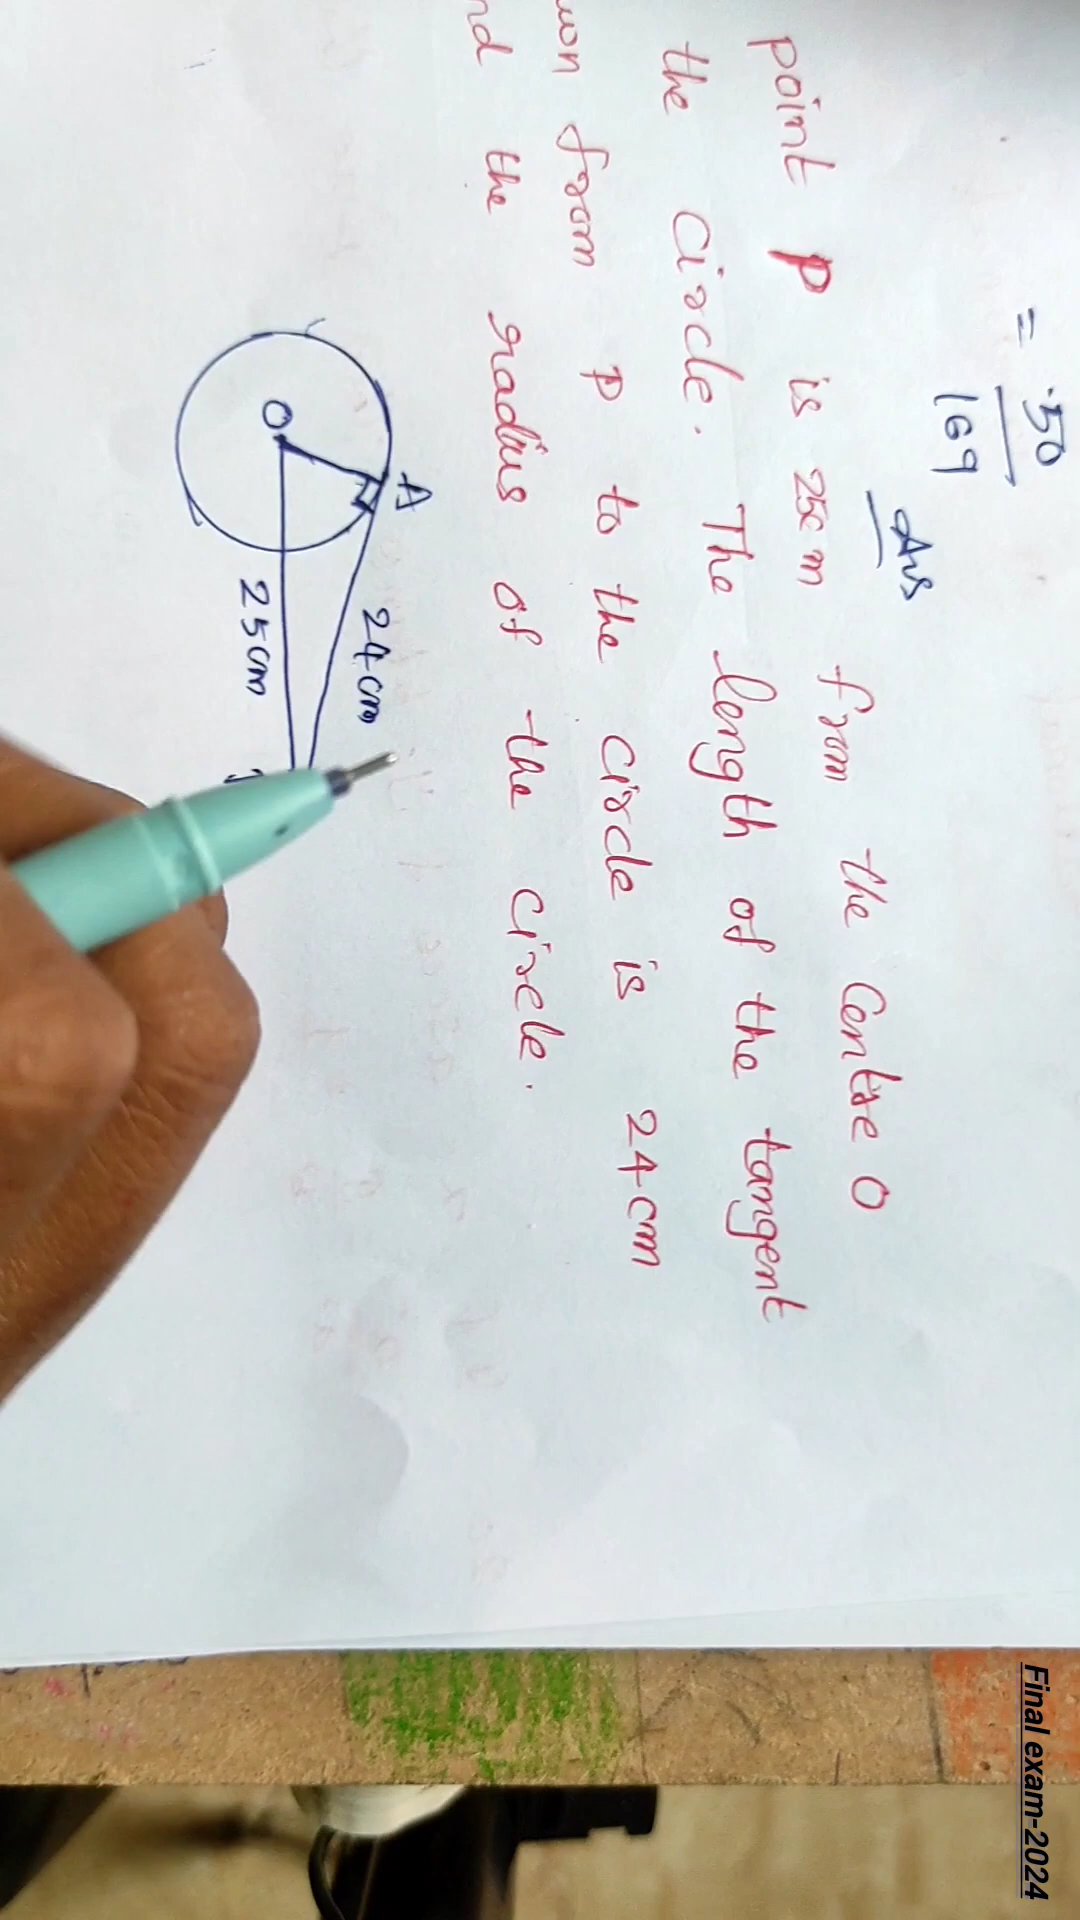 = 50
169
Ans
point P is 25cm from the Centre O
the Circle. The length of the tangent
from P to the circle is 24cm
the radius of the circle.
A
O
24cm
25cm
Final exam-2024